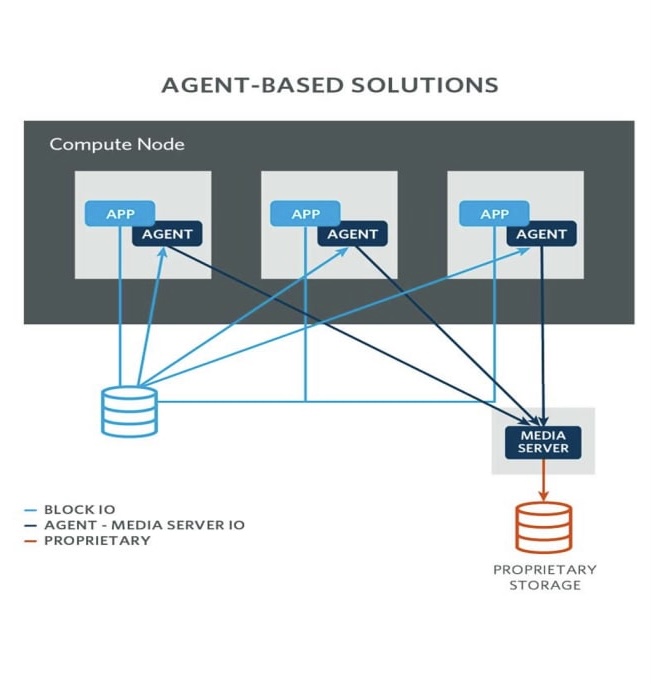 AGENT-BASED SOLUTIONS
Compute Node
APP
AGENT
APP
AGENT
APP
AGENT
MEDIA
SERVER
BLOCK IO
AGENT - MEDIA SERVER IO
PROPRIETARY
PROPRIETARY
STORAGE